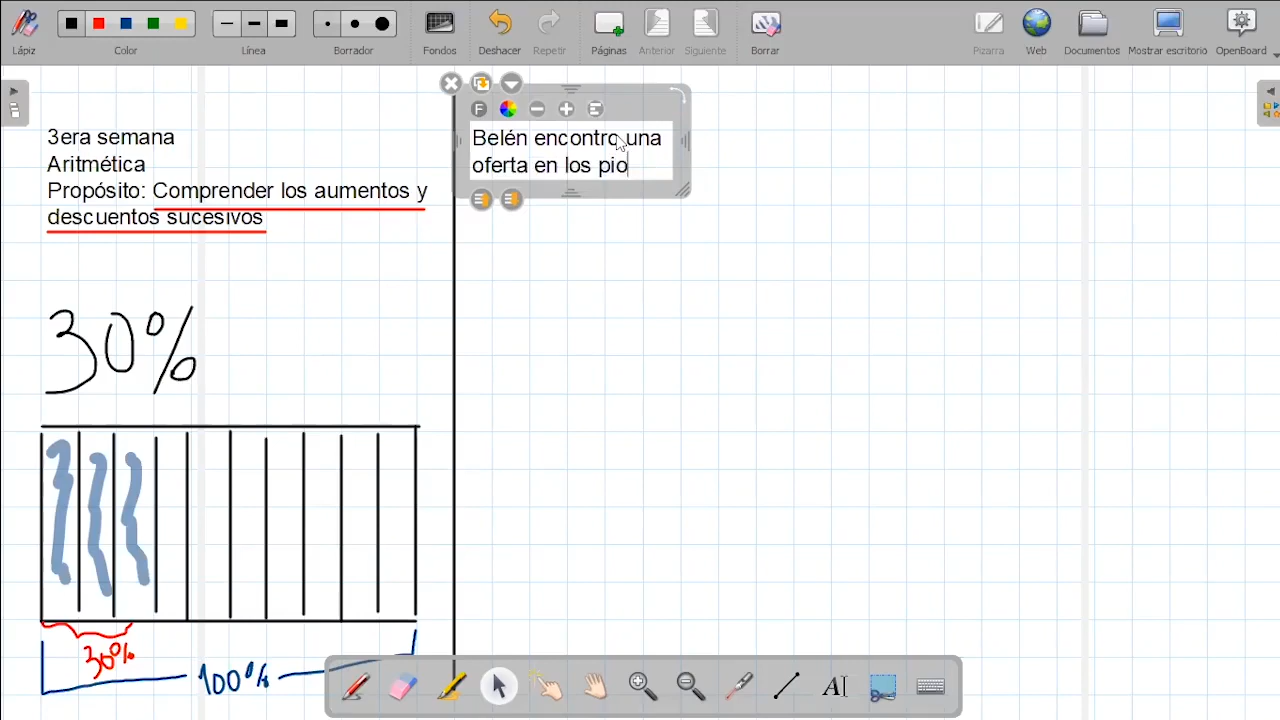 Lápiz
Color
Línea
Borrador
Fondos
Deshacer
Repetir
Páginas
Anterior
Siguiente
Borrar
Pizarra
Web
Documentos
Mostrar escritorio
OpenBoard
3era semana
Aritmética
Propósito: Comprender los aumentos y
descuentos sucesivos
F
Belén encontro una
oferta en los pio
30%
30%
100%
AI